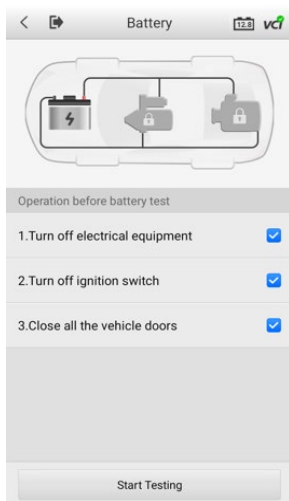 Battery
12.8
VCI
Operation before battery test
1.Turn off electrical equipment
2.Turn off ignition switch
3.Close all the vehicle doors
Start Testing